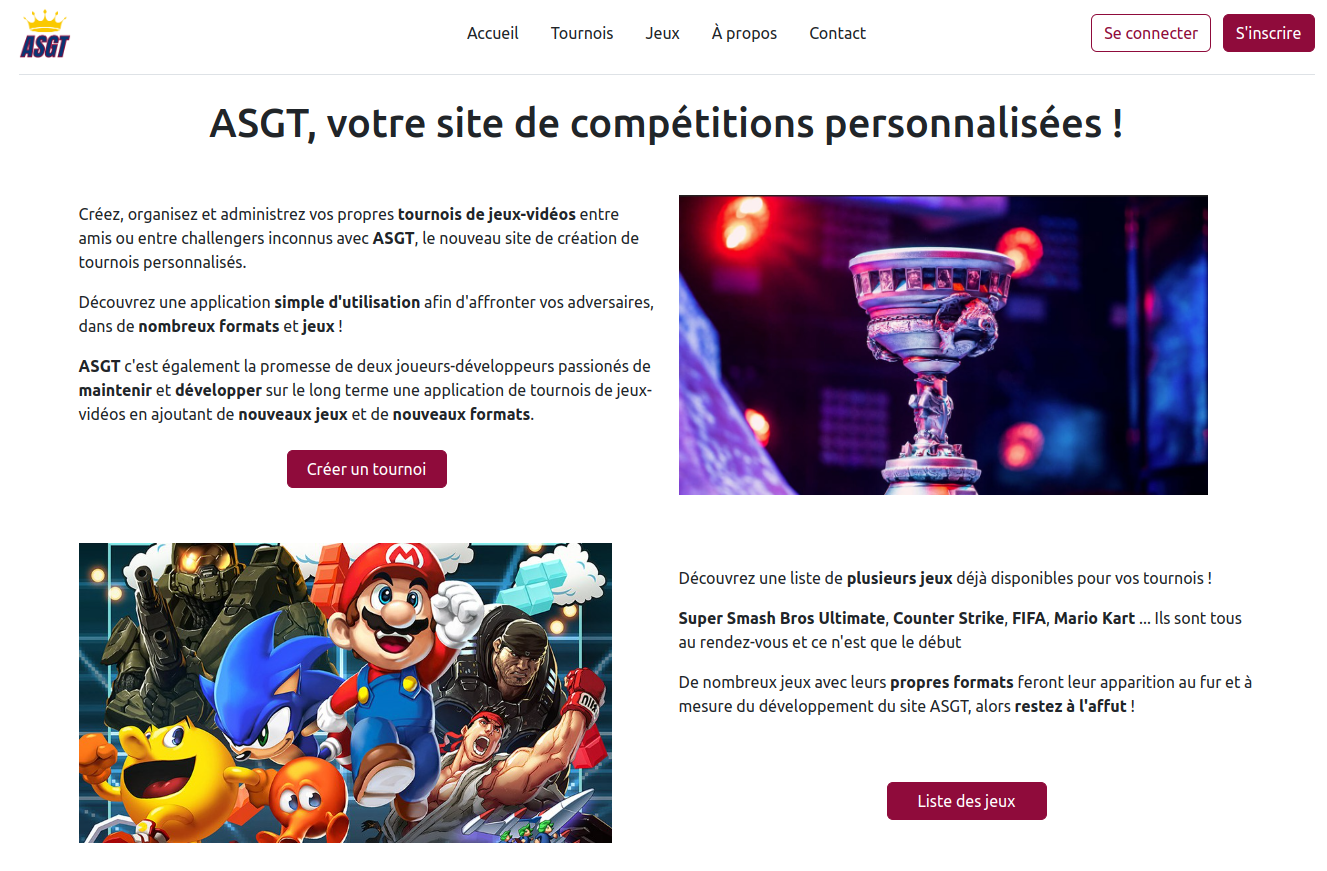 ASGT
Accueil
Tournois
Jeux
À propos
Contact
Se connecter
S'inscrire
ASGT, votre site de compétitions personnalisées !
Créez, organisez et administrez vos propres tournois de jeux-vidéos entre
amis ou entre challengers inconnus avec ASGT, le nouveau site de création de
tournois personnalisés.
Découvrez une application simple d'utilisation afin d'affronter vos adversaires,
dans de nombreux formats et jeux !
ASGT c'est également la promesse de deux joueurs-développeurs passionés de
maintenir et développer sur le long terme une application de tournois de jeux-
vidéos en ajoutant de nouveaux jeux et de nouveaux formats.
Créer un tournoi
M
Découvrez une liste de plusieurs jeux déjà disponibles pour vos tournois !
Super Smash Bros Ultimate, Counter Strike, FIFA, Mario Kart ... Ils sont tous
au rendez-vous et ce n'est que le début
De nombreux jeux avec leurs propres formats feront leur apparition au fur et à
mesure du développement du site ASGT, alors restez à l'affut !
Liste des jeux